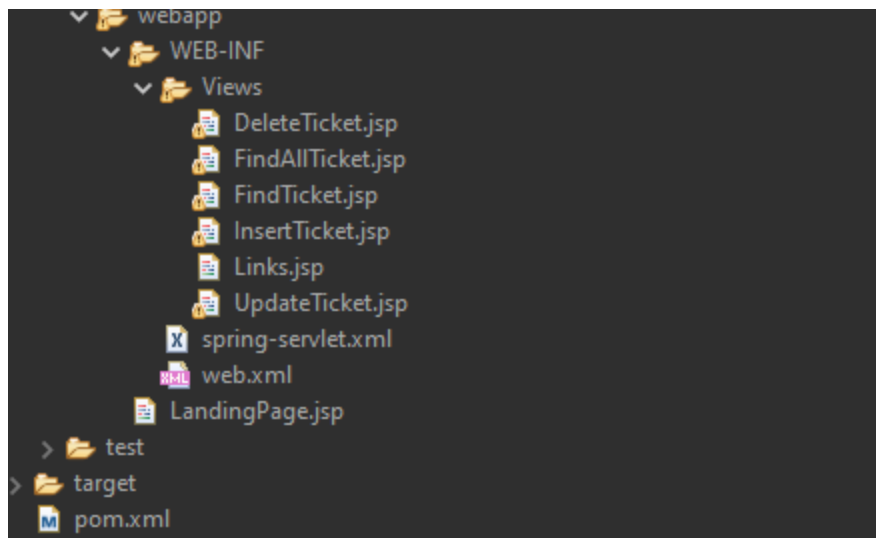 webapp
WEB-INF
Views
DeleteTicket.jsp
FindAllTicket.jsp
FindTicket.jsp
InsertTicket.jsp
Links.jsp
UpdateTicket.jsp
X spring-servlet.xml
XML web.xml
LandingPage.jsp
test
target
M pom.xml